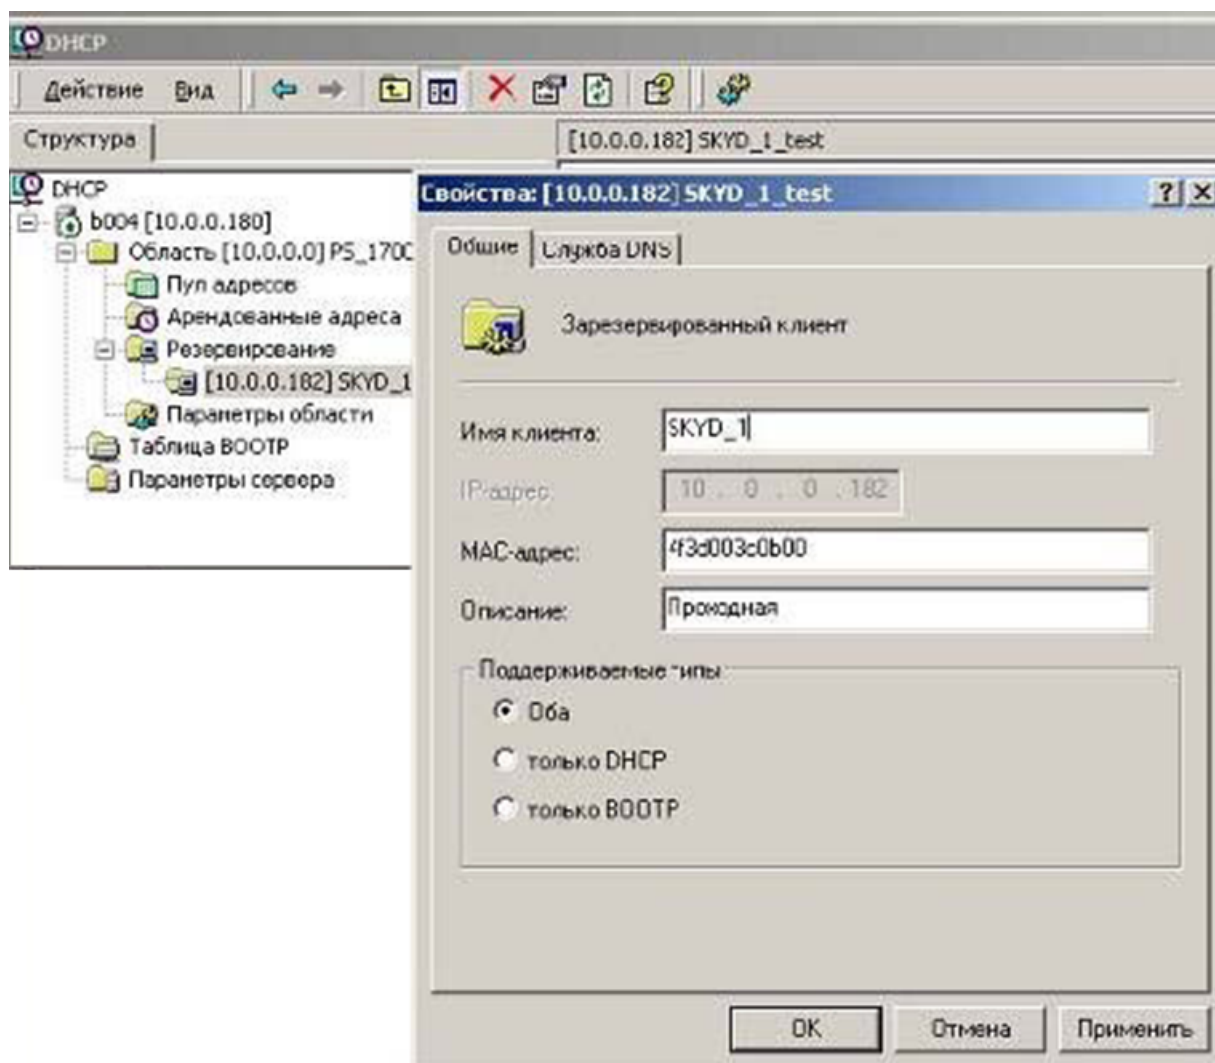 DHCP
Действие Вид
Структура
[10.0.0.182] SKYD_1_test
DHCP
b004 [10.0.0.180]
Область [10.0.0.0] PS_170C
Пул адресов
Арендованные адреса
Резервирование
[10.0.0.182] SKYD_1
Параметры области
Таблица BOOTP
Параметры сервера
Свойства: [10.0.0.182] SKYD_1_test
Общие Служба DNS
Зарезервированный клиент
Имя клиента: SKYD_1
IP-адрес: 10 . 0 . 0 . 182
MAC-адрес: 4f3d003c0b00
Описание: Проходная
Поддерживаемые типы
Оба
только DHCP
только BOOTP
OK Отмена Применить